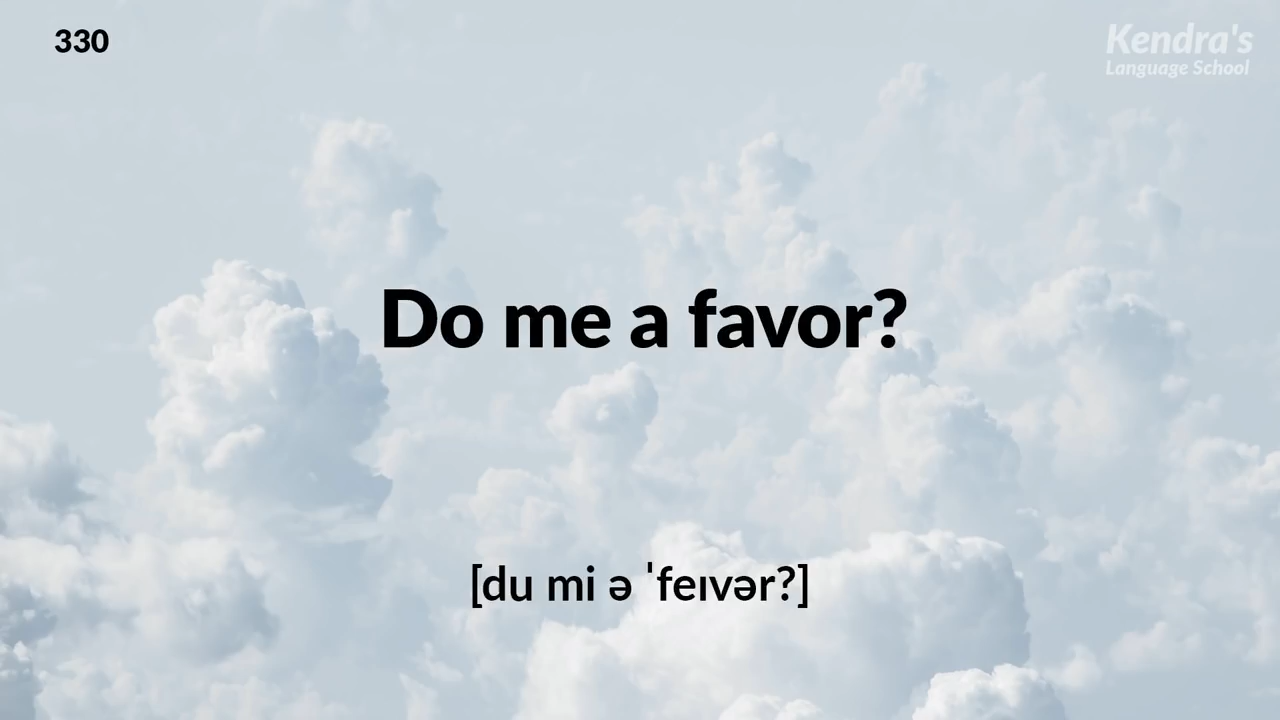 330
Kendra's
Language School
Do me a favor?
[du mi ə ˈfeɪvər?]